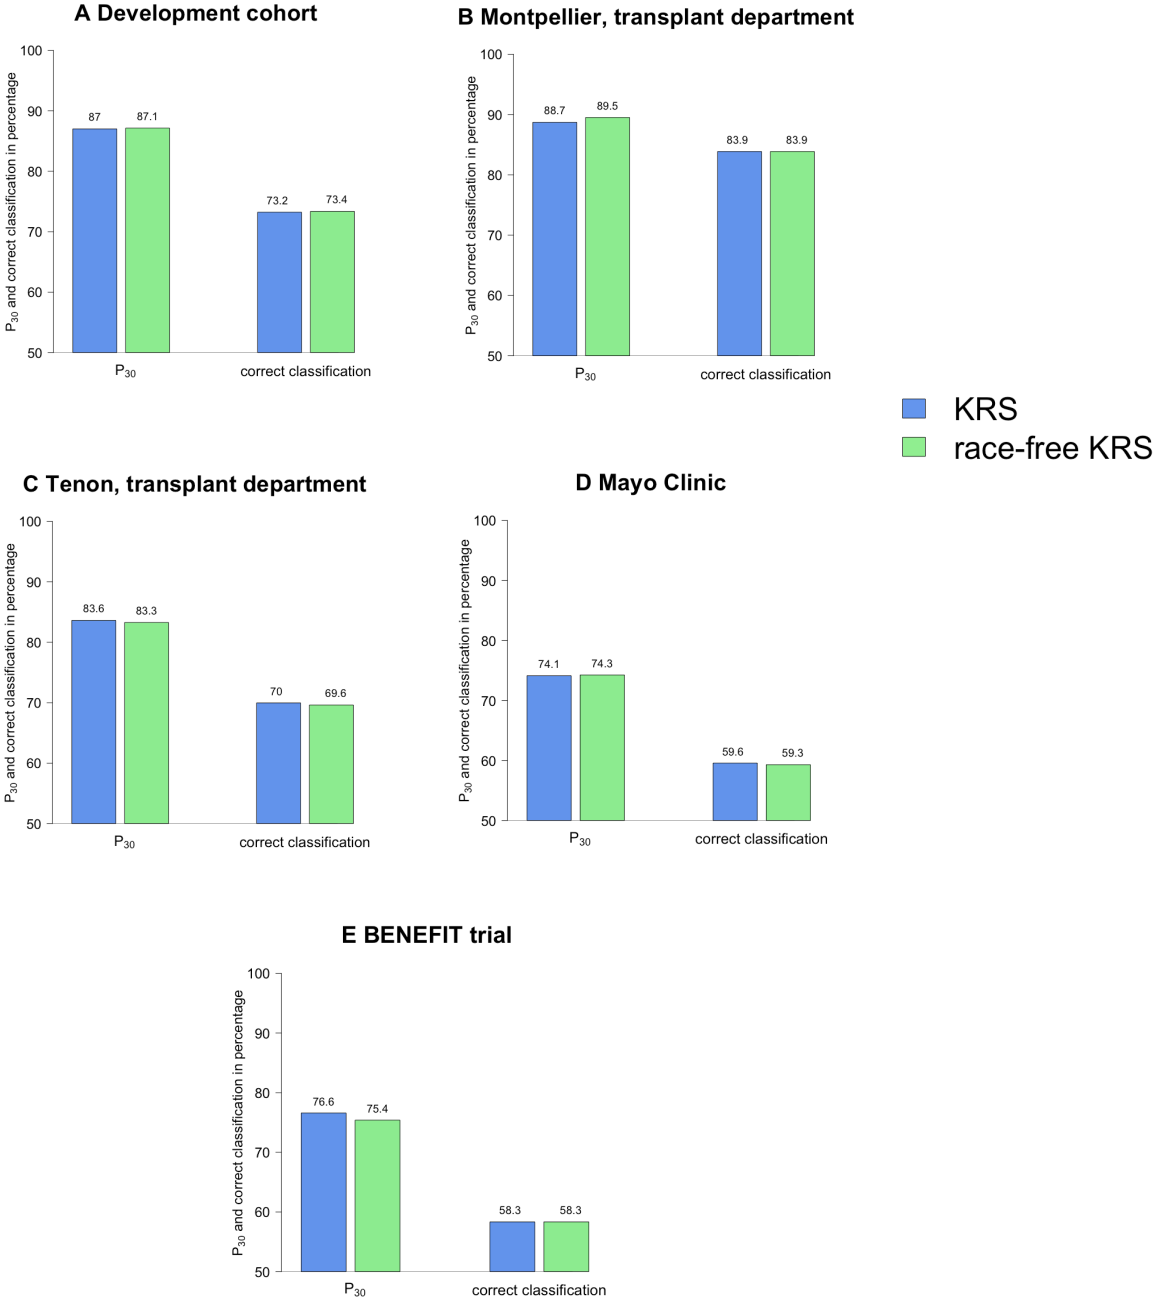 A Development cohort
P30 and correct classification in percentage
100
90
80
70
60
50
87
87.1
73.2
73.4
P30
correct classification
B Montpellier, transplant department
P30 and correct classification in percentage
100
90
80
70
60
50
88.7
89.5
83.9
83.9
P30
correct classification
KRS
race-free KRS
C Tenon, transplant department
P30 and correct classification in percentage
100
90
80
70
60
50
83.6
83.3
70
69.6
P30
correct classification
D Mayo Clinic
P30 and correct classification in percentage
100
90
80
70
60
50
74.1
74.3
59.6
59.3
P30
correct classification
E BENEFIT trial
P30 and correct classification in percentage
100
90
80
70
60
50
76.6
75.4
58.3
58.3
P30
correct classification